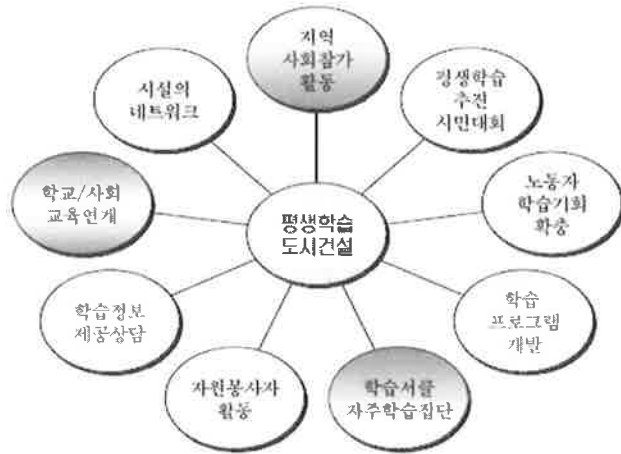 지역
사회참가
활동
시설의
네트워크
평생학습
추진
시민대회
학교/사회
교육연계
노동자
학습기회
확충
평생학습
도시건설
학습정보
제공상담
학습
프로그램
개발
자원봉사자
활동
학습서클
자주학습집단